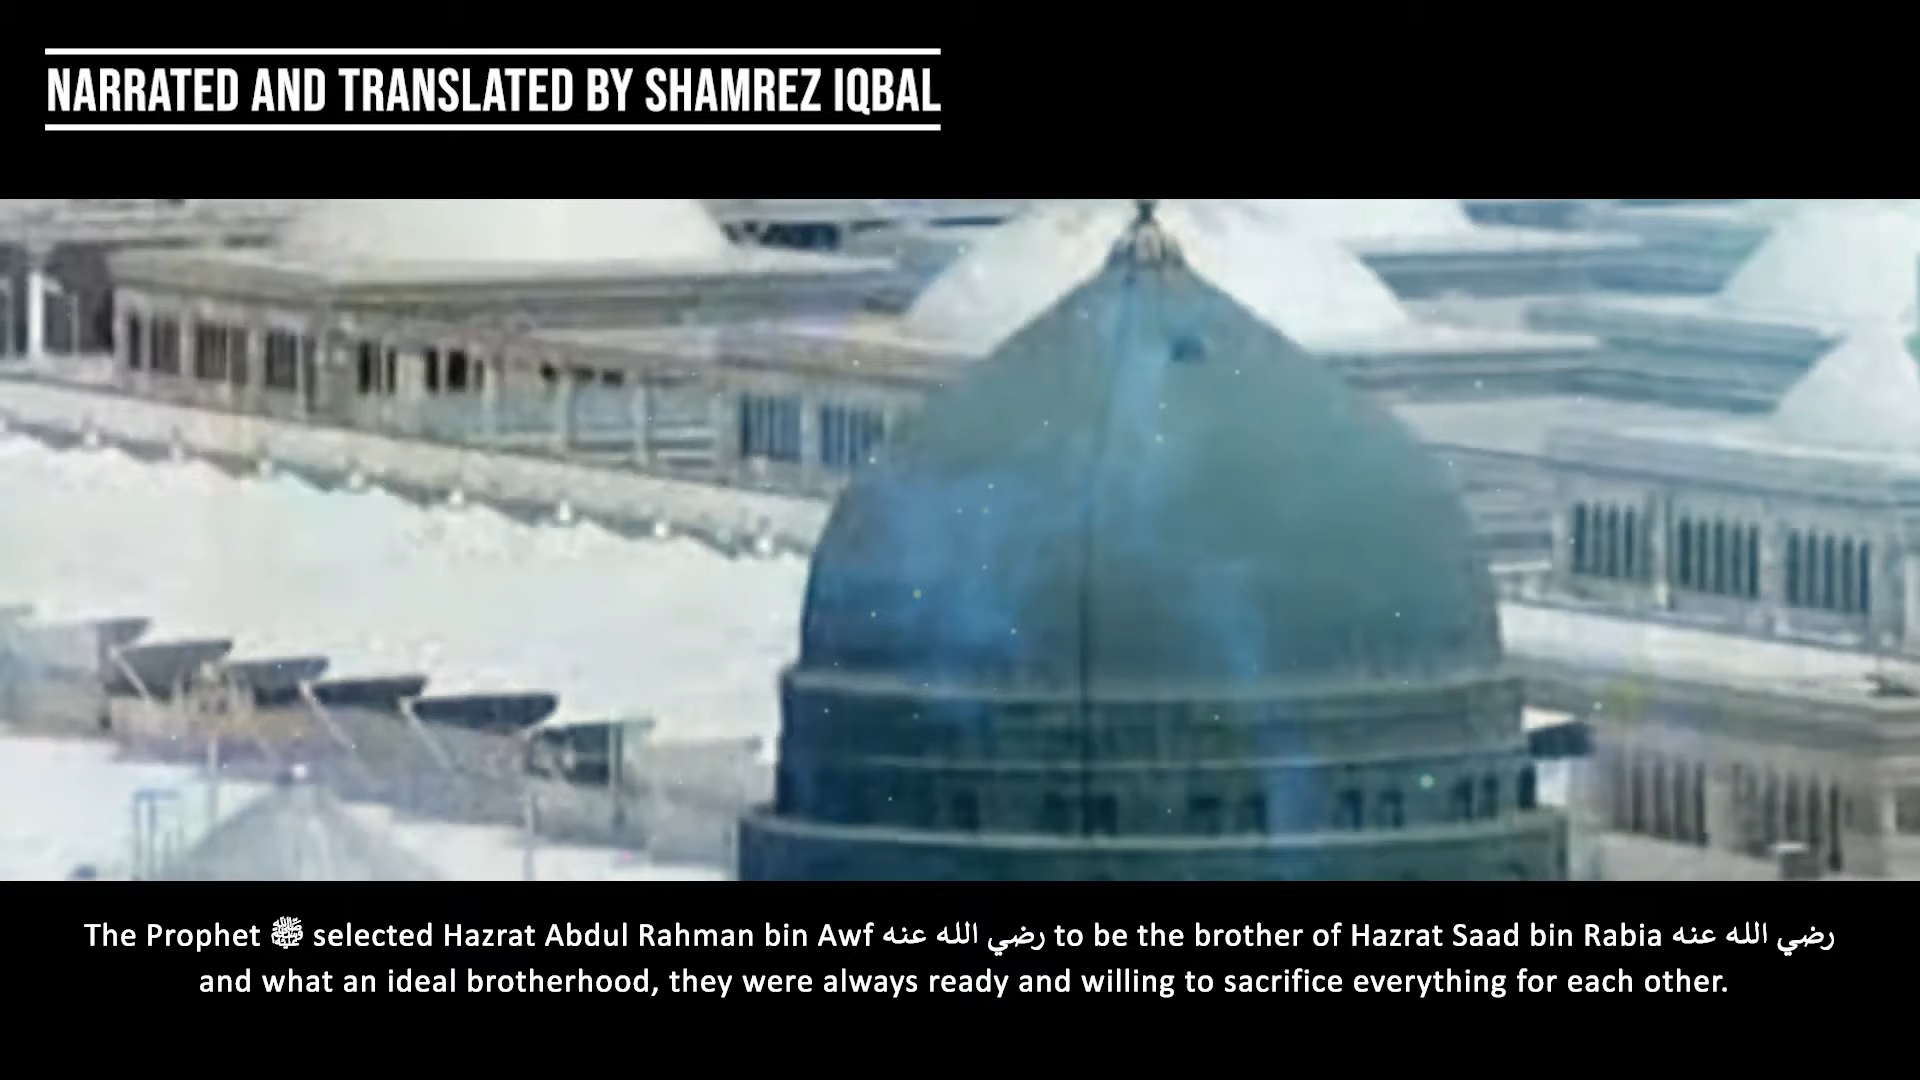 NARRATED AND TRANSLATED BY SHAMREZ IQBAL
The Prophet ﷺ selected Hazrat Abdul Rahman bin Awf رضي الله عنه to be the brother of Hazrat Saad bin Rabia رضي الله عنه
and what an ideal brotherhood, they were always ready and willing to sacrifice everything for each other.